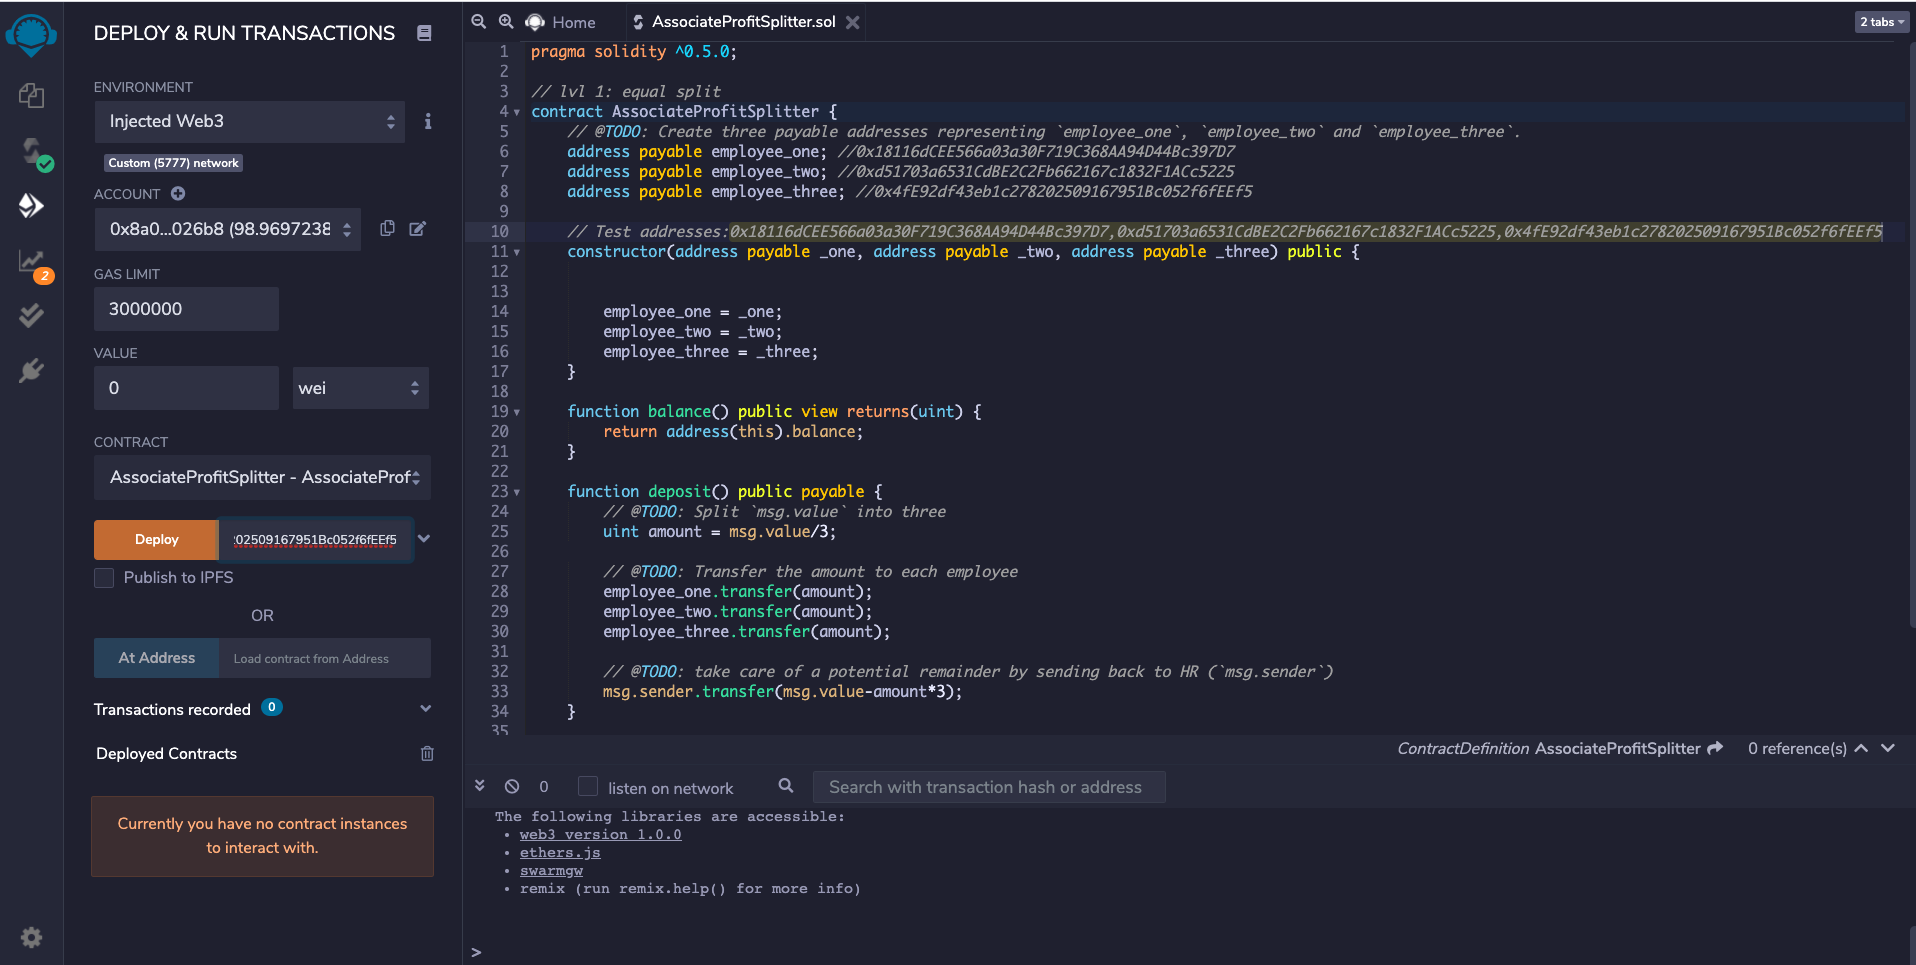 DEPLOY & RUN TRANSACTIONS
ENVIRONMENT
Injected Web3
i
Custom (5777) network
ACCOUNT
0x8a0...026b8 (98.9697238
GAS LIMIT
3000000
VALUE
0
wei
CONTRACT
AssociateProfitSplitter - AssociateProf
Deploy
202509167951Bc052f6fEEf5
Publish to IPFS
OR
At Address
Load contract from Address
Transactions recorded 0
Deployed Contracts
Currently you have no contract instances
to interact with.
2
Home
AssociateProfitSplitter.sol
2 tabs
1 pragma solidity ^0.5.0;
2
3 // lvl 1: equal split
4 contract AssociateProfitSplitter {
5 // @TODO: Create three payable addresses representing `employee_one`, `employee_two` and `employee_three`.
6 address payable employee_one; //0x18116dCEE566a03a30F719C368AA94D44Bc397D7
7 address payable employee_two; //0xd51703a6531CdBE2C2Fb662167c1832F1ACc5225
8 address payable employee_three; //0x4fE92df43eb1c278202509167951Bc052f6fEEf5
9
10 // Test addresses:0x18116dCEE566a03a30F719C368AA94D44Bc397D7,0xd51703a6531CdBE2C2Fb662167c1832F1ACc5225,0x4fE92df43eb1c278202509167951Bc052f6fEEf5
11 constructor(address payable _one, address payable _two, address payable _three) public {
12
13
14 employee_one = _one;
15 employee_two = _two;
16 employee_three = _three;
17 }
18
19 function balance() public view returns(uint) {
20 return address(this).balance;
21 }
22
23 function deposit() public payable {
24 // @TODO: Split `msg.value` into three
25 uint amount = msg.value/3;
26
27 // @TODO: Transfer the amount to each employee
28 employee_one.transfer(amount);
29 employee_two.transfer(amount);
30 employee_three.transfer(amount);
31
32 // @TODO: take care of a potential remainder by sending back to HR (`msg.sender`)
33 msg.sender.transfer(msg.value-amount*3);
34 }
35
ContractDefinition AssociateProfitSplitter 0 reference(s)
0 listen on network Search with transaction hash or address
The following libraries are accessible:
• web3 version 1.0.0
• ethers.js
• swarmgw
• remix (run remix.help() for more info)
>